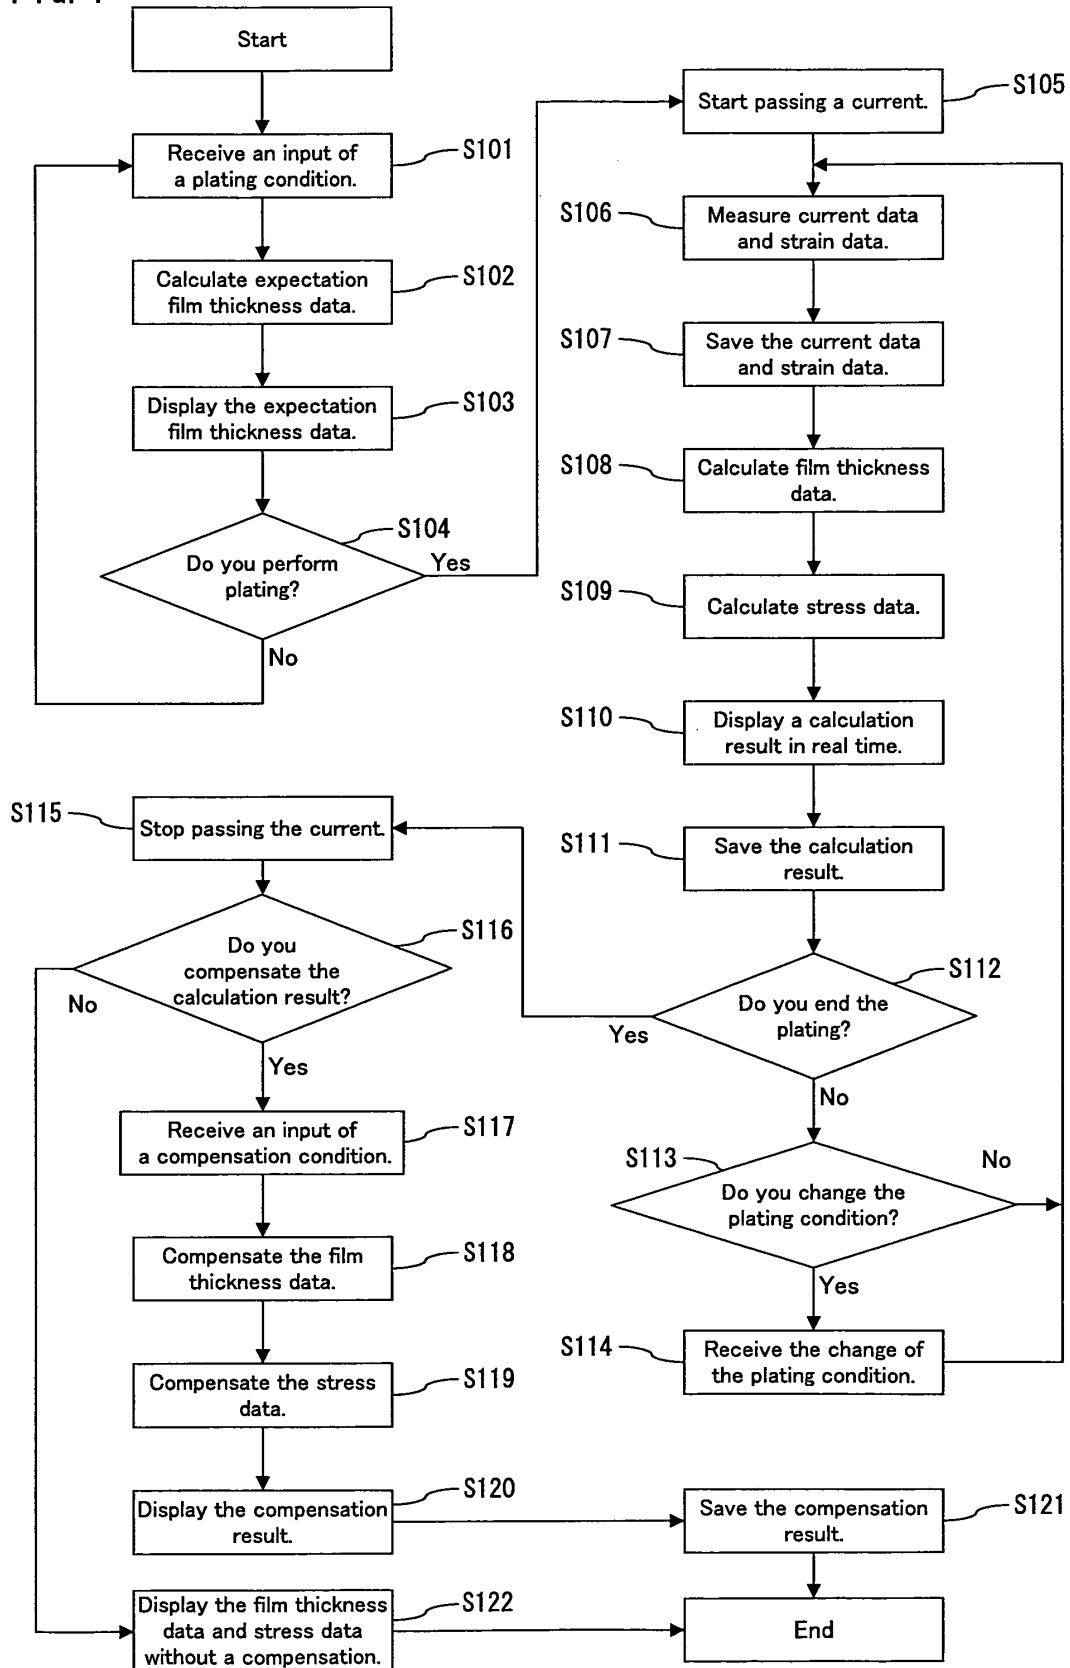 Start
Receive an input of
a plating condition.
S101
Calculate expectation
film thickness data.
S102
Display the expectation
film thickness data.
S103
Do you perform
plating?
S104
Yes
No
Start passing a current.
S105
S106
Measure current data
and strain data.
S107
Save the current data
and strain data.
S108
Calculate film thickness
data.
S109
Calculate stress data.
S110
Display a calculation
result in real time.
S111
Save the calculation
result.
S112
Do you end the
plating?
Yes
No
S113
Do you change the
plating condition?
No
Yes
S114
Receive the change of
the plating condition.
S115
Stop passing the current.
S116
Do you
compensate the
calculation result?
No
Yes
Receive an input of
a compensation condition.
S117
Compensate the film
thickness data.
S118
Compensate the stress
data.
S119
Display the compensation
result.
S120
Save the compensation
result.
S121
Display the film thickness
data and stress data
without a compensation.
S122
End